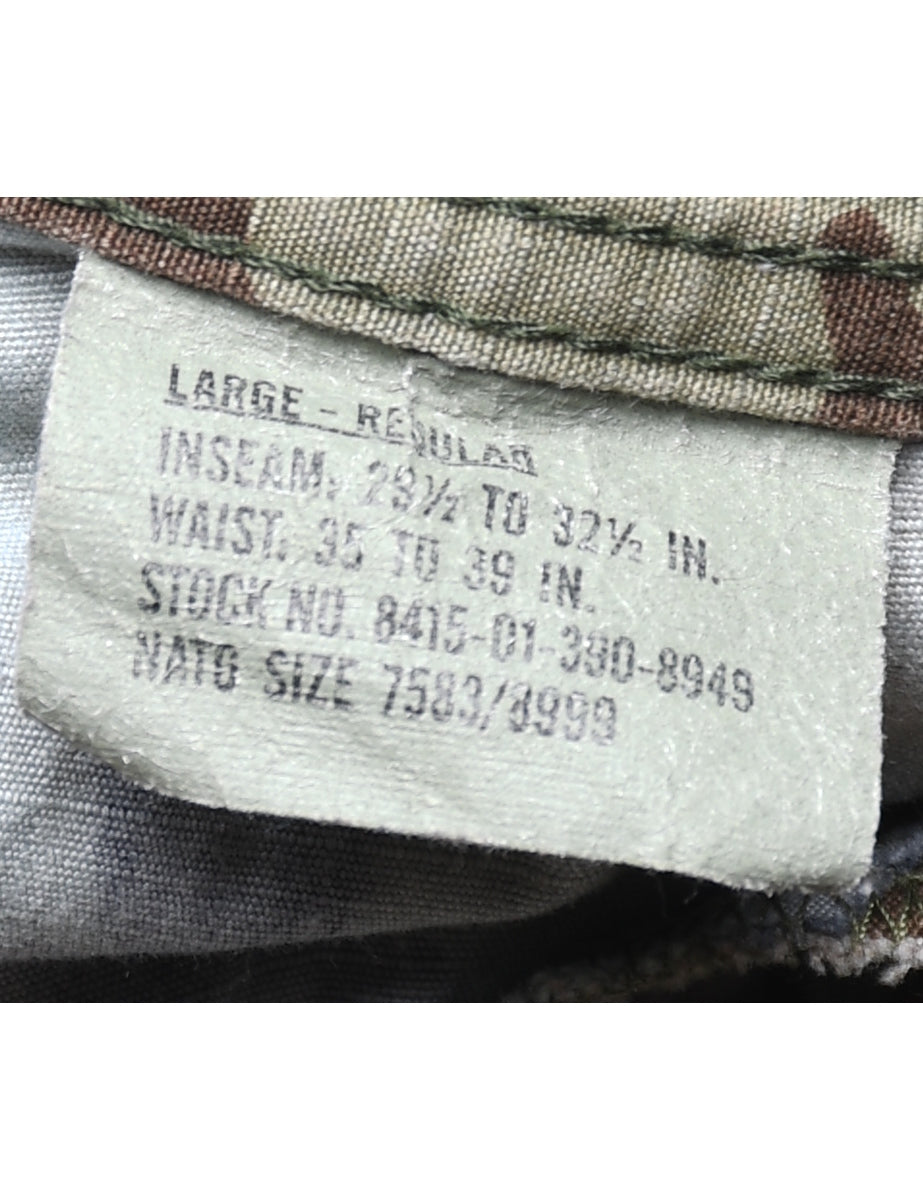 LARGE - REGULAR
INSEAM: 29½ TO 32½ IN.
WAIST: 35 TO 39 IN.
STOCK NO. 8415-01-390-8949
NATO SIZE 7583/8999